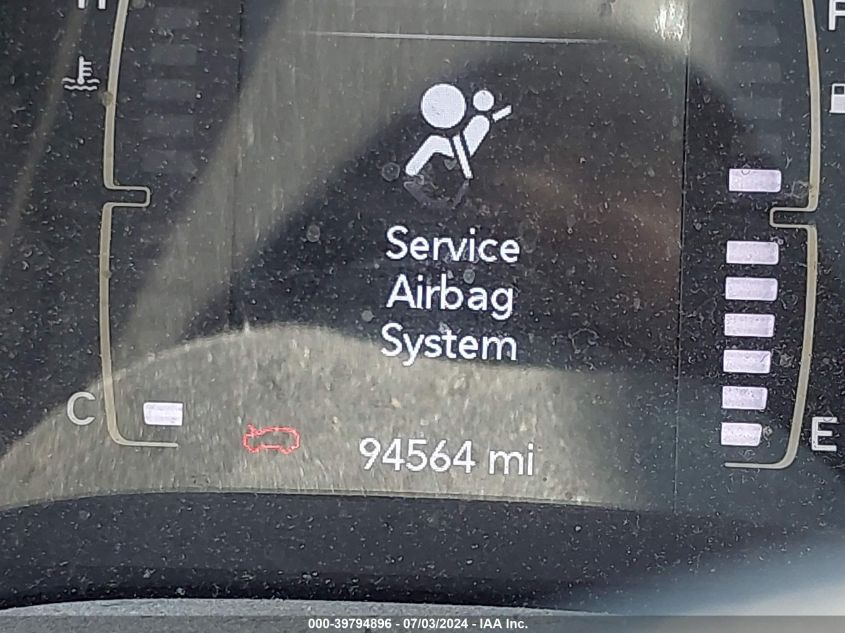 H
F
Service
Airbag
System
C
E
94564 mi
000-39794896 - 07/03/2024 - IAA Inc.